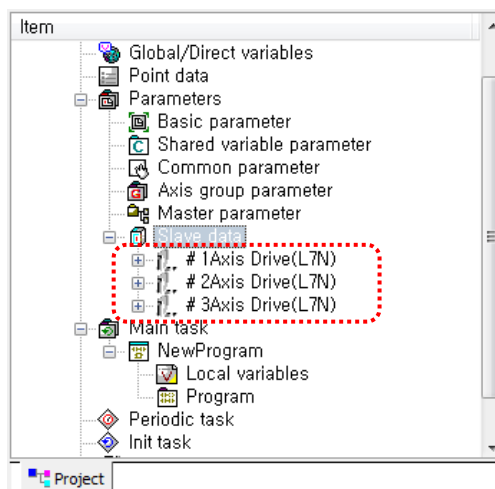 Item
Global/Direct variables
Point data
Parameters
Basic parameter
Shared variable parameter
Common parameter
Axis group parameter
Master parameter
Slave data
# 1Axis Drive(L7N)
# 2Axis Drive(L7N)
# 3Axis Drive(L7N)
Main task
NewProgram
Local variables
Program
Periodic task
Init task
Project